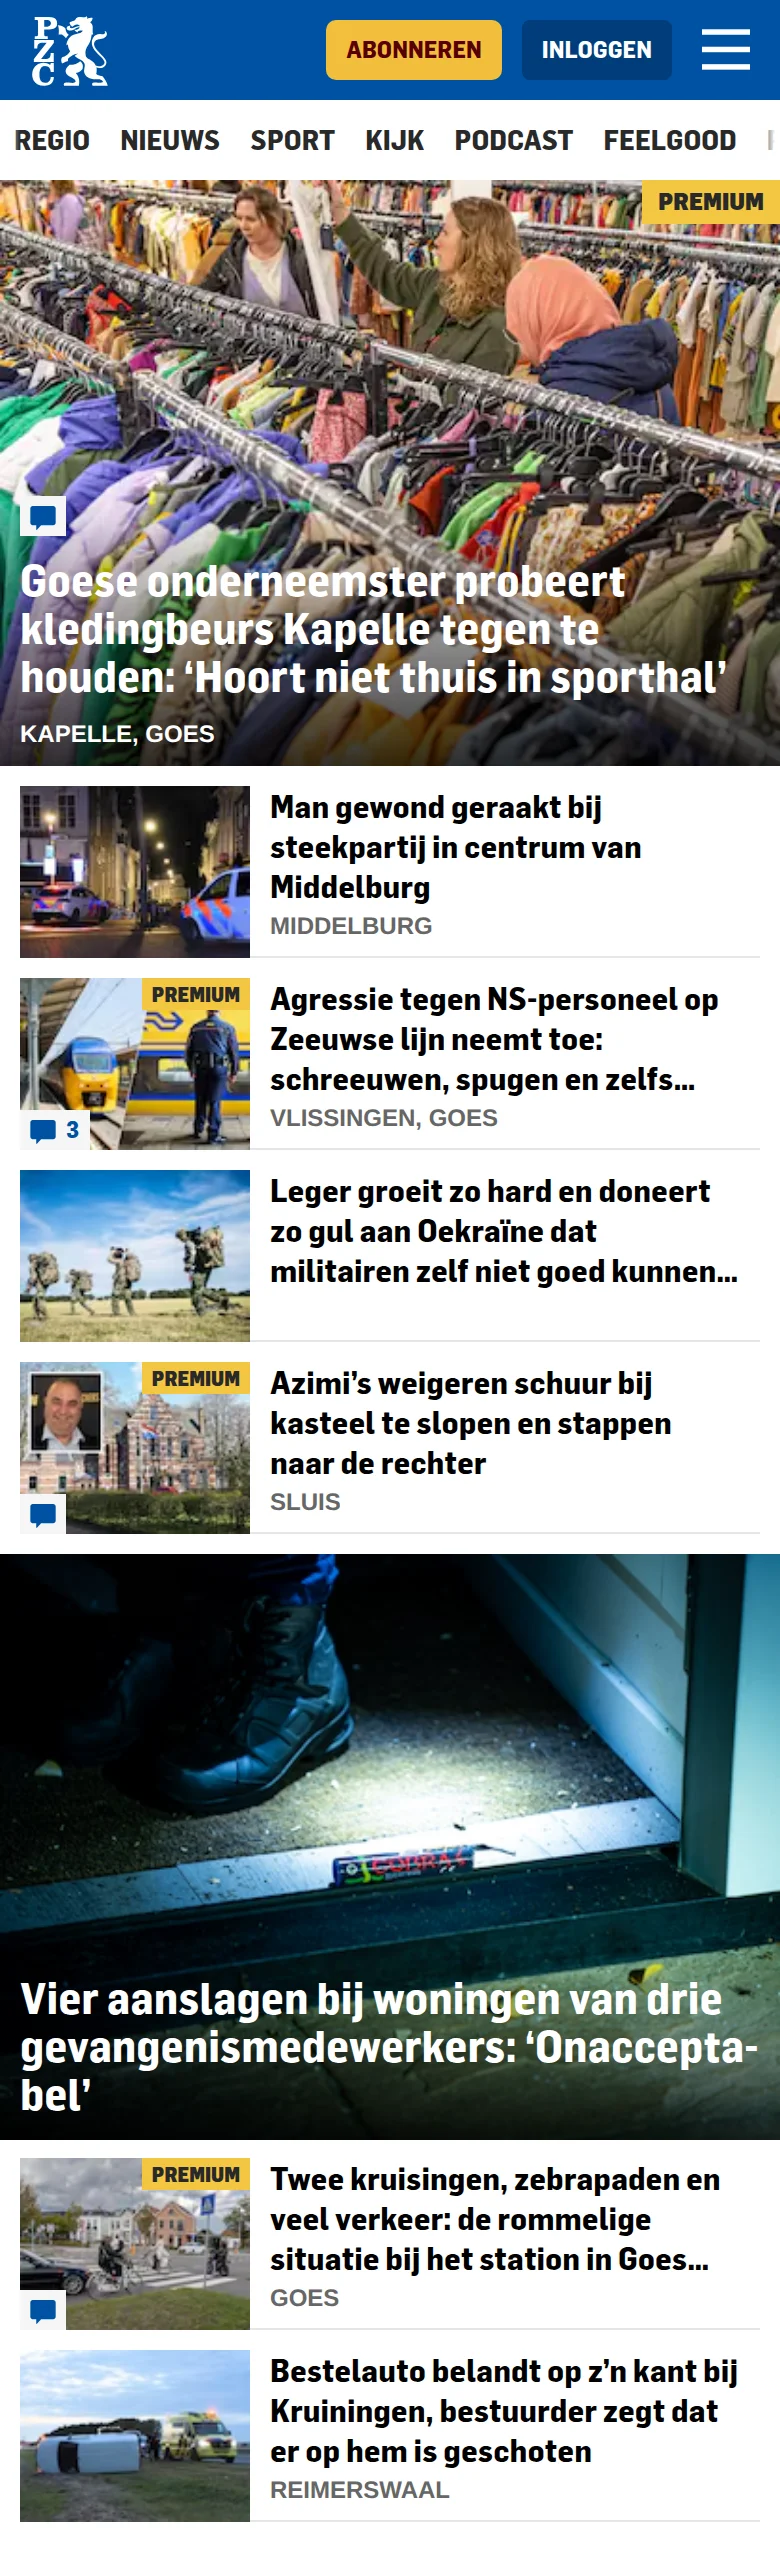 PZC
ABONNEREN
INLOGGEN
REGIO NIEUWS SPORT KIJK PODCAST FEELGOOD
PREMIUM
Goese onderneemster probeert
kledingbeurs Kapelle tegen te
houden: ‘Hoort niet thuis in sporthal’
KAPELLE, GOES
Man gewond geraakt bij
steekpartij in centrum van
Middelburg
MIDDELBURG
PREMIUM
3
Agressie tegen NS-personeel op
Zeeuwse lijn neemt toe:
schreeuwen, spugen en zelfs...
VLISSINGEN, GOES
Leger groeit zo hard en doneert
zo gul aan Oekraïne dat
militairen zelf niet goed kunnen...
PREMIUM
Azimi’s weigeren schuur bij
kasteel te slopen en stappen
naar de rechter
SLUIS
COBRA
Vier aanslagen bij woningen van drie
gevangenismedewerkers: ‘Onaccepta-
bel’
PREMIUM
Twee kruisingen, zebrapaden en
veel verkeer: de rommelige
situatie bij het station in Goes...
GOES
Bestelauto belandt op z’n kant bij
Kruiningen, bestuurder zegt dat
er op hem is geschoten
REIMERSWAAL